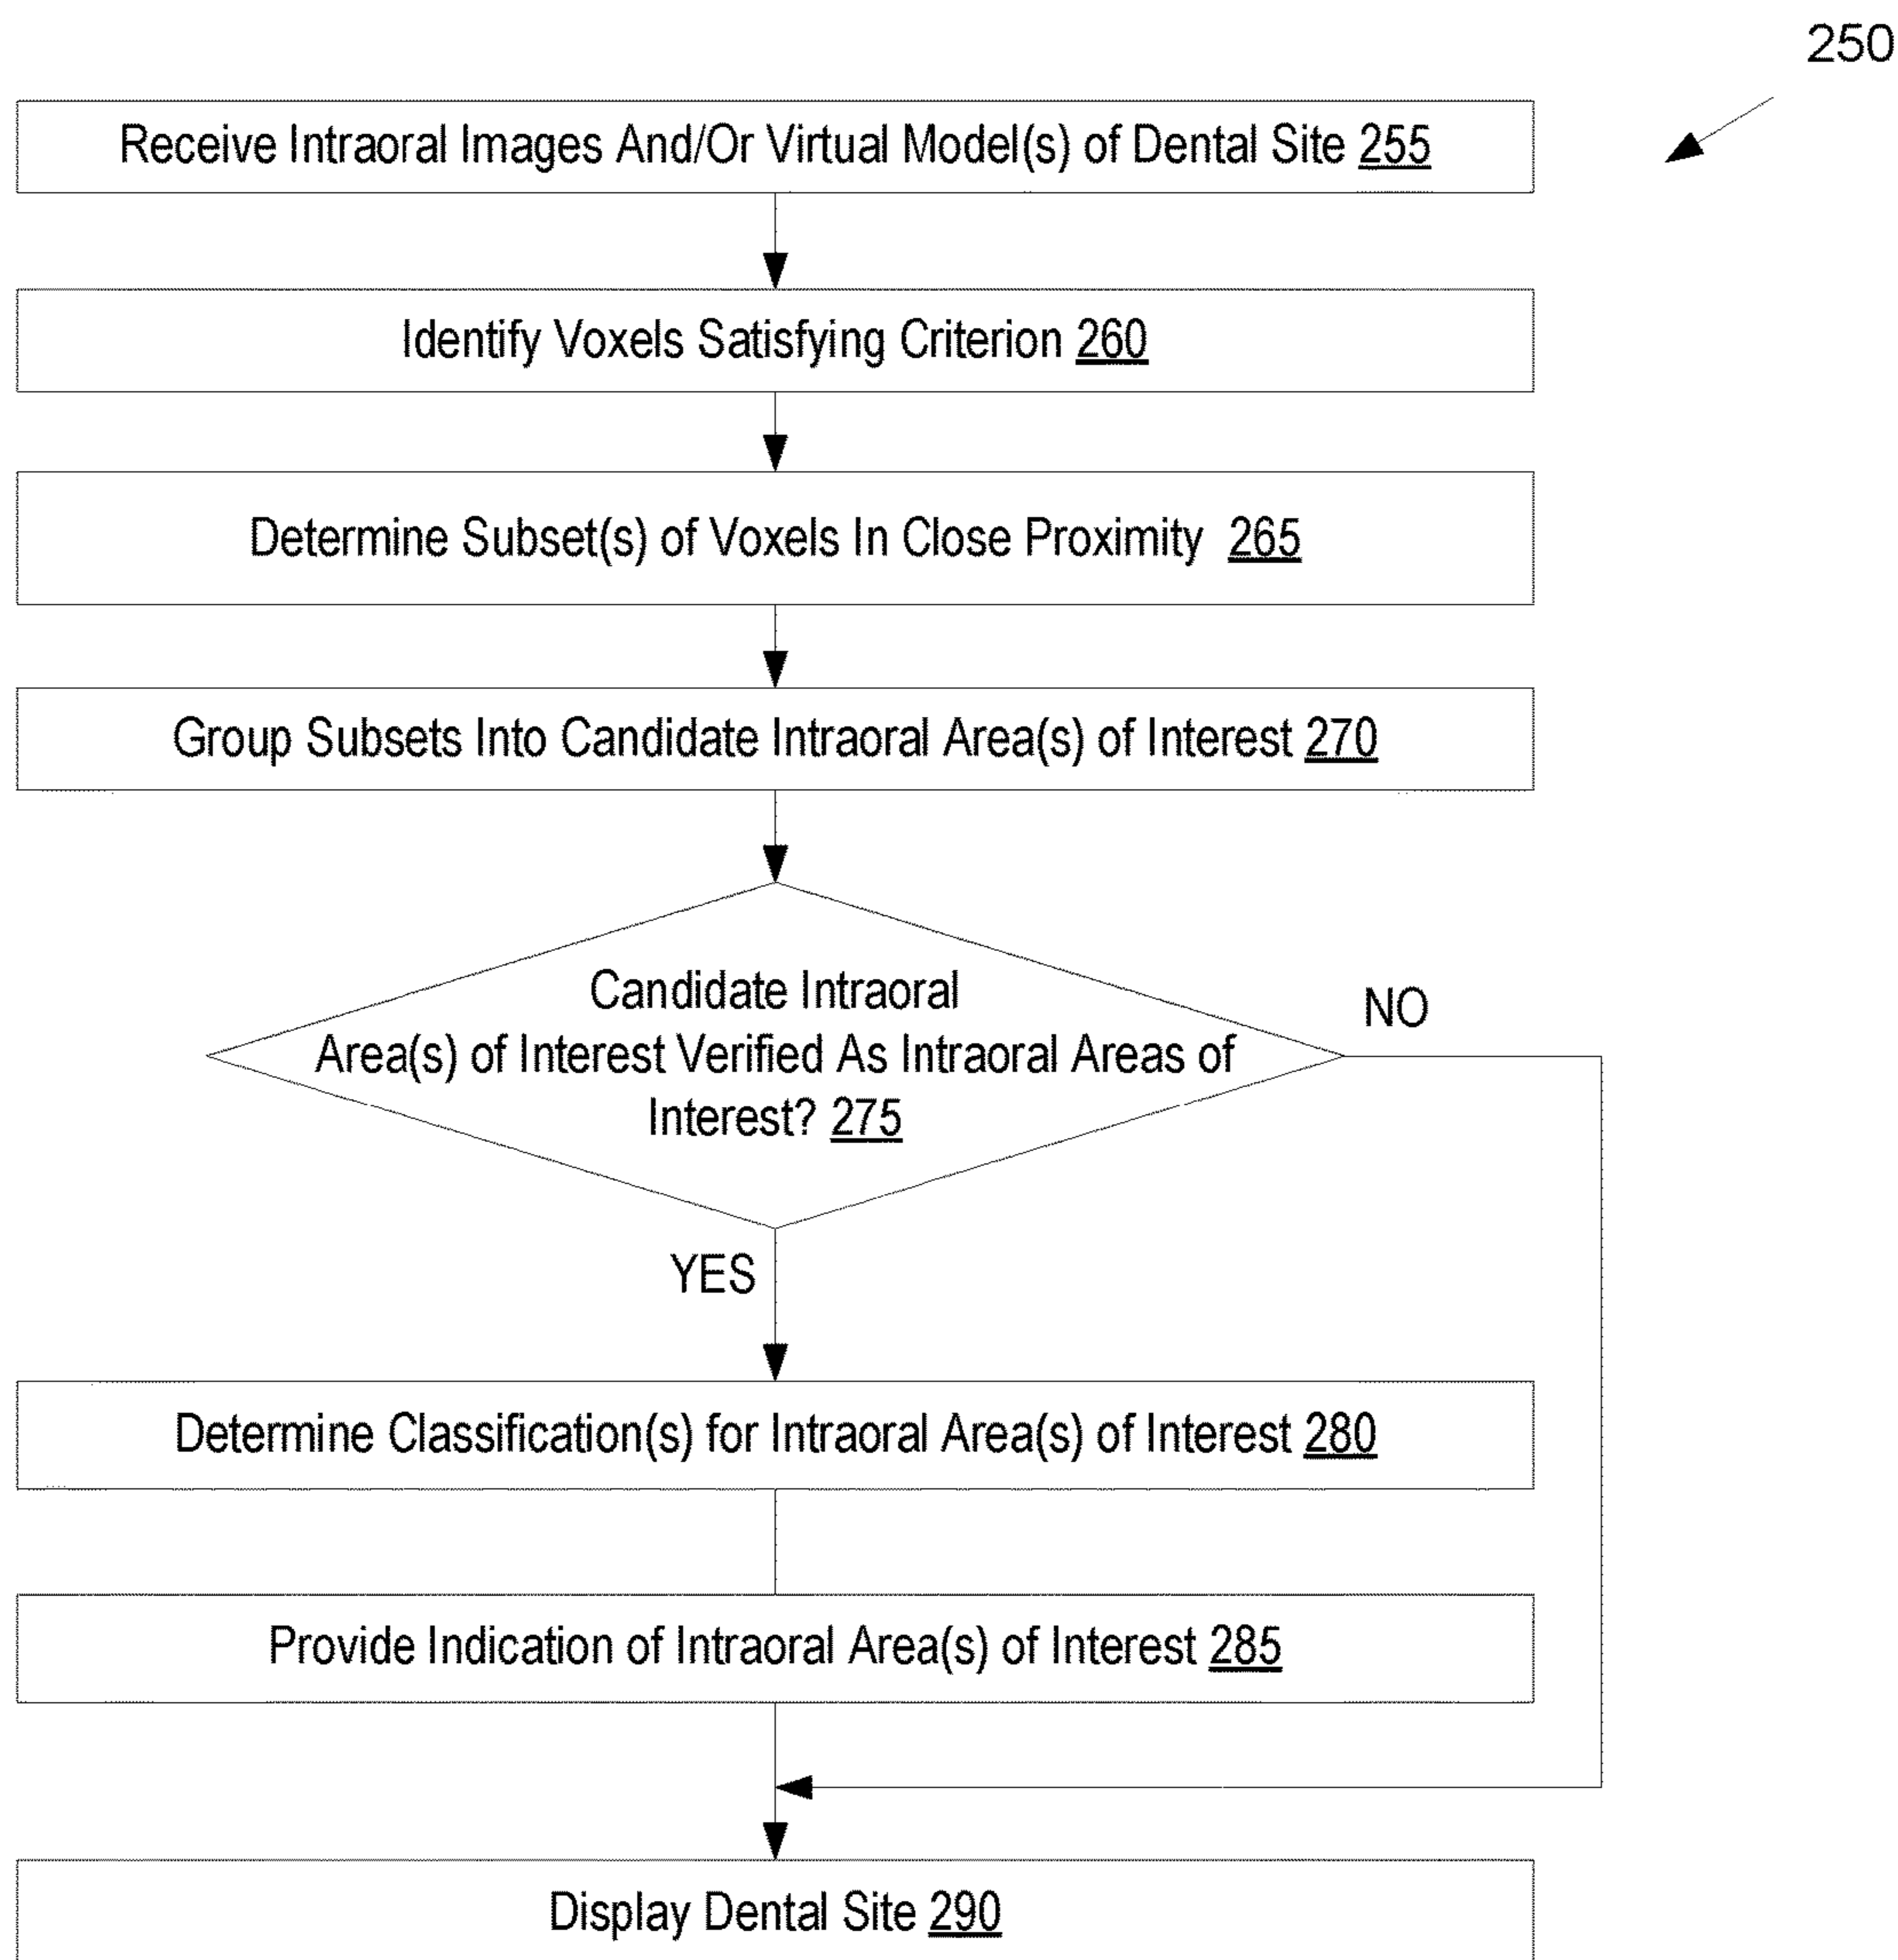 250
Receive Intraoral Images And/Or Virtual Model(s) of Dental Site 255
Identify Voxels Satisfying Criterion 260
Determine Subset(s) of Voxels In Close Proximity 265
Group Subsets Into Candidate Intraoral Area(s) of Interest 270
Candidate Intraoral
Area(s) of Interest Verified As Intraoral Areas of
Interest? 275
NO
YES
Determine Classification(s) for Intraoral Area(s) of Interest 280
Provide Indication of Intraoral Area(s) of Interest 285
Display Dental Site 290